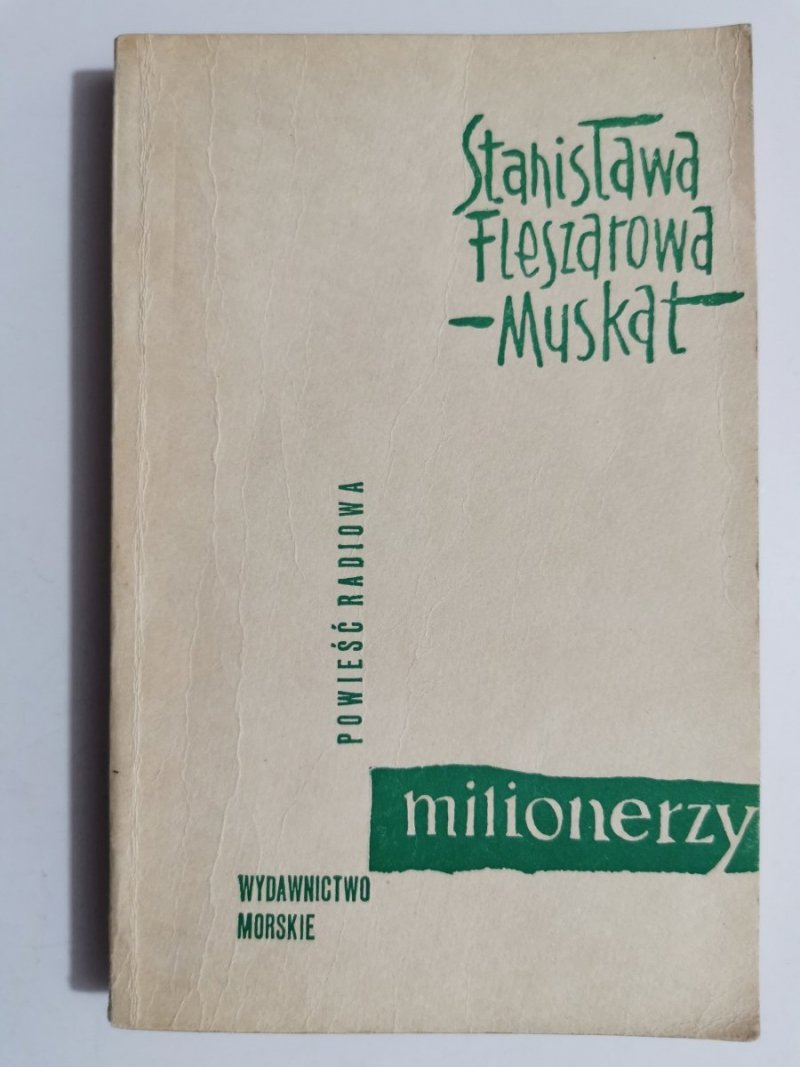 Stanisława
Fleszarowa
-Muskat-
POWIEŚĆ RADIOWA
milionerzy
WYDAWNICTWO
MORSKIE